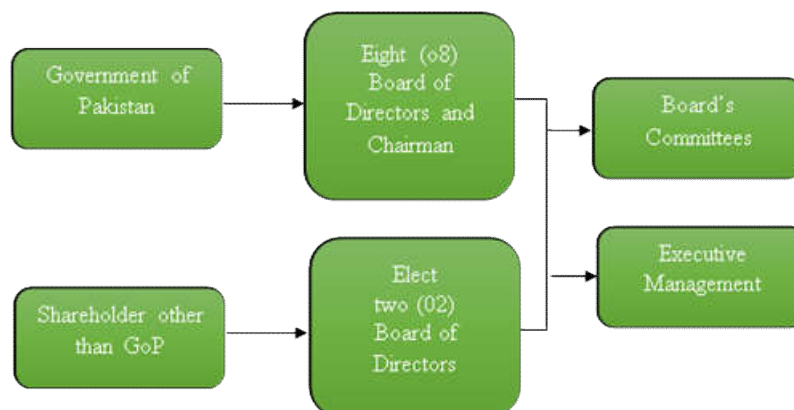 Government of
Pakistan
Eight (o8)
Board of
Directors and
Chairman
Board's
Committees
Shareholder other
than GoP
Elect
two (02)
Board of
Directors
Executive
Management